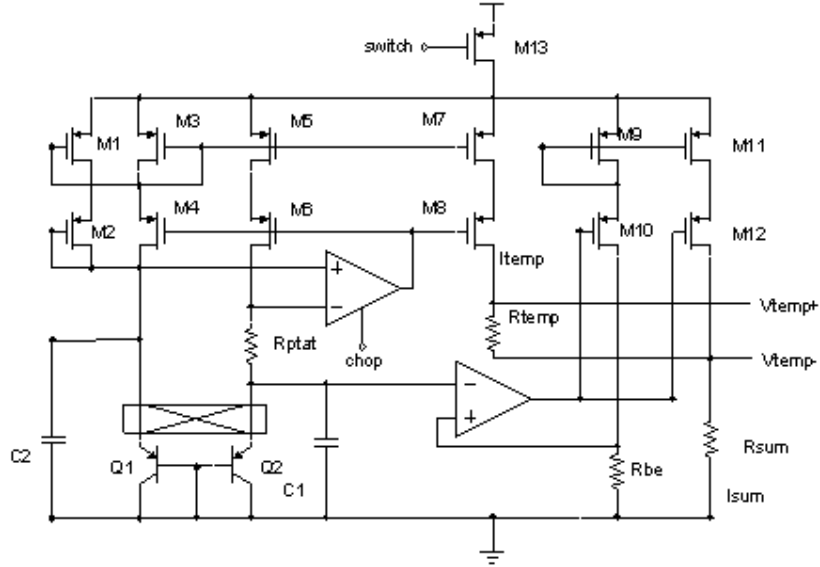 switch
M13
M1
M3
M5
M7
M9
M11
M2
M4
M6
M8
M10
M12
Itemp
+
−
Rtemp
Vtemp+
Rptat
chop
Vtemp-
−
+
C2
Q1
Q2
C1
Rbe
Rsum
Isum